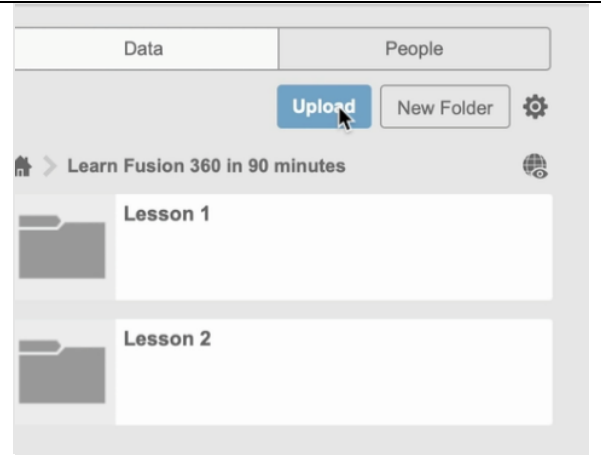 Data People
Upload New Folder
Learn Fusion 360 in 90 minutes
Lesson 1
Lesson 2